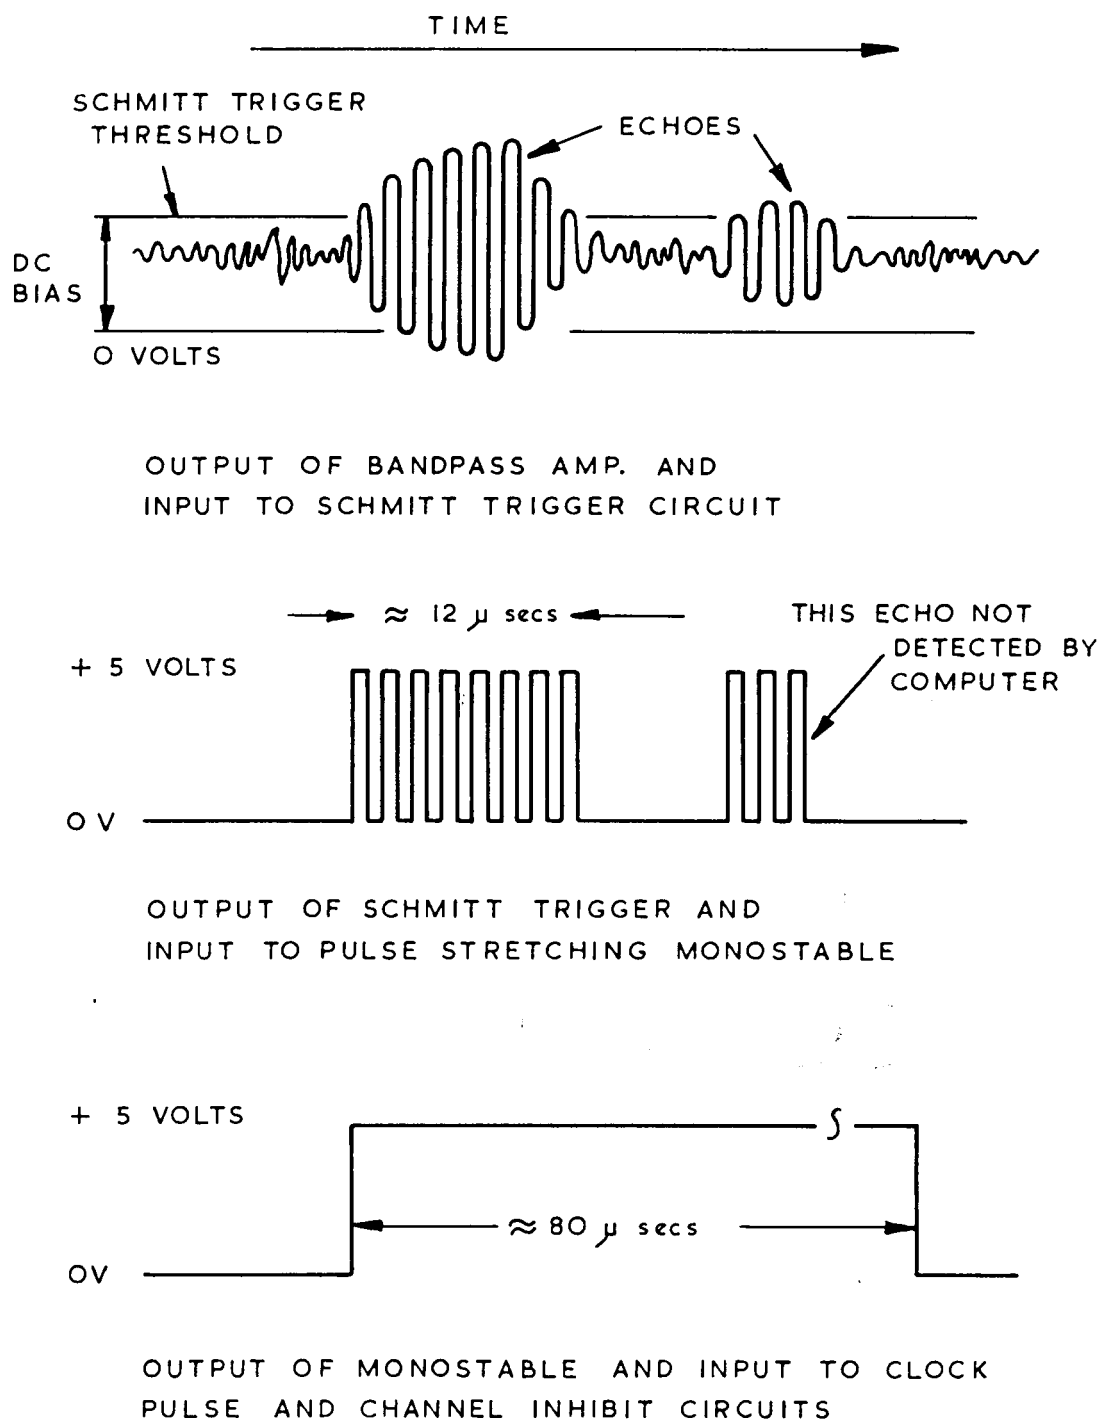 TIME
SCHMITT TRIGGER
THRESHOLD
ECHOES
DC
BIAS
O VOLTS
OUTPUT OF BANDPASS AMP. AND
INPUT TO SCHMITT TRIGGER CIRCUIT
≈ 12 µ secs
THIS ECHO NOT
DETECTED BY
COMPUTER
+ 5 VOLTS
O V
OUTPUT OF SCHMITT TRIGGER AND
INPUT TO PULSE STRETCHING MONOSTABLE
+ 5 VOLTS
≈ 80 µ secs
OV
OUTPUT OF MONOSTABLE AND INPUT TO CLOCK
PULSE AND CHANNEL INHIBIT CIRCUITS